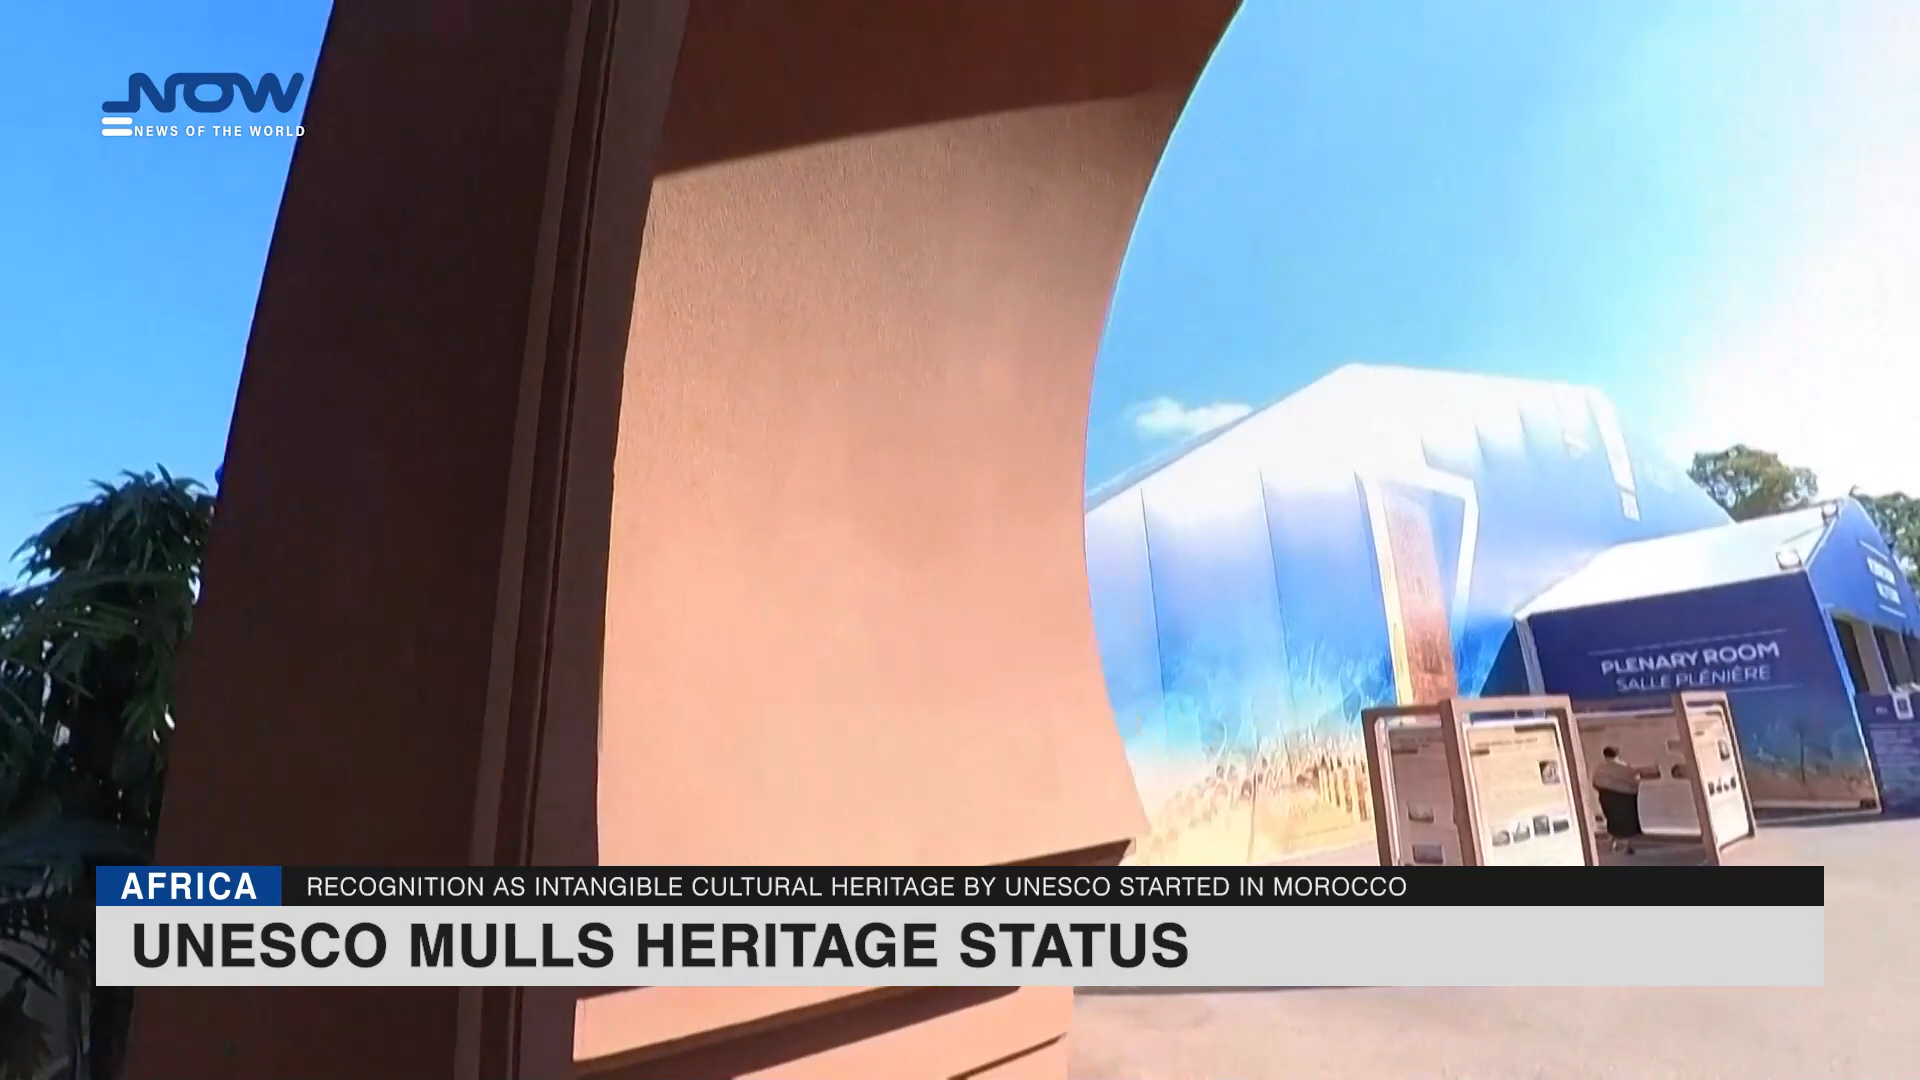 NOW
NEWS OF THE WORLD
PLENARY ROOM
SALLE PLÉNIÈRE
AFRICA
RECOGNITION AS INTANGIBLE CULTURAL HERITAGE BY UNESCO STARTED IN MOROCCO
UNESCO MULLS HERITAGE STATUS